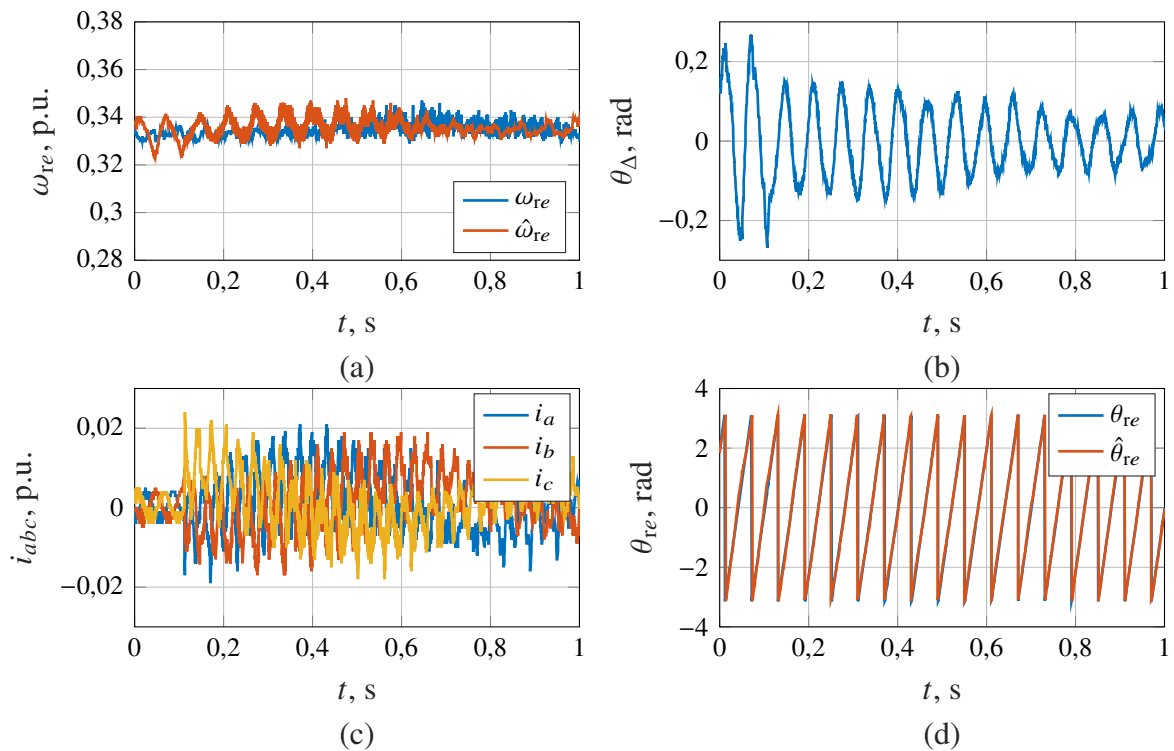 0,38
0,36
0,34
0,32
0,3
0,28
ω_re, p.u.
ω_re
ω̂_re
0 0,2 0,4 0,6 0,8 1
t, s
(a)
0,2
0
−0.2
θ_Δ, rad
0 0,2 0,4 0,6 0,8 1
t, s
(b)
0,02
0
−0,02
i_abc, p.u.
i_a
i_b
i_c
0 0,2 0,4 0,6 0,8 1
t, s
(c)
4
2
0
−2
−4
θ_re, rad
θ_re
θ̂_re
0 0,2 0,4 0,6 0,8 1
t, s
(d)